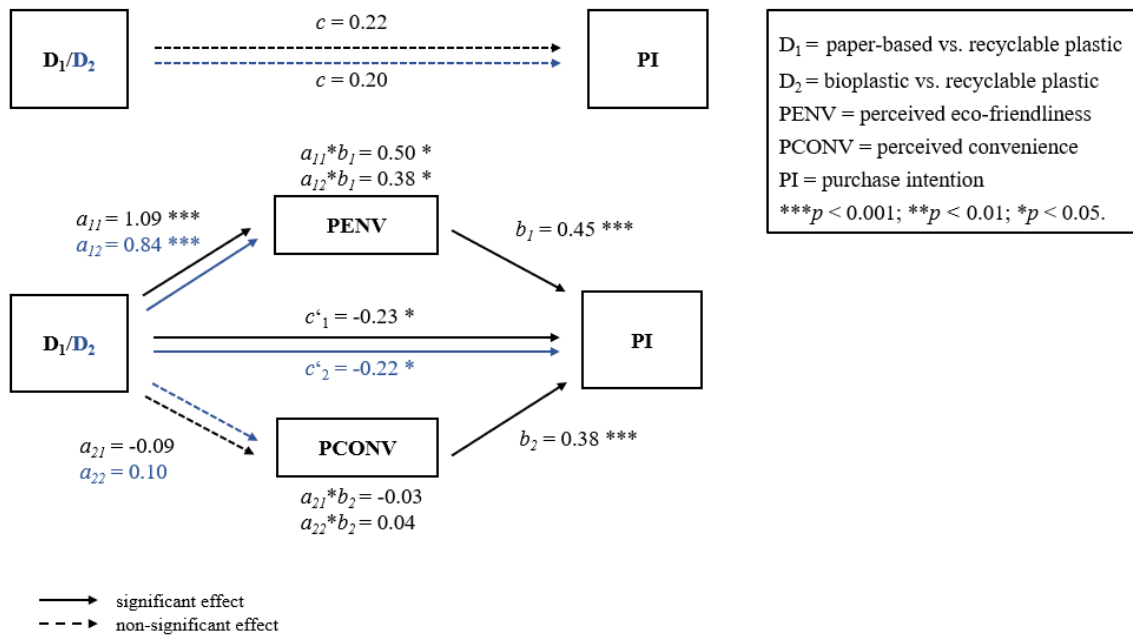 c = 0.22
D1/D2
PI
c = 0.20
D1 = paper-based vs. recyclable plastic
D2 = bioplastic vs. recyclable plastic
PENV = perceived eco-friendliness
PCONV = perceived convenience
PI = purchase intention
***p < 0.001; **p < 0.01; *p < 0.05.
a11*b1 = 0.50 *
a12*b1 = 0.38 *
a11 = 1.09 ***
a12 = 0.84 ***
PENV
b1 = 0.45 ***
c‘1 = -0.23 *
D1/D2
PI
c‘2 = -0.22 *
a21 = -0.09
a22 = 0.10
PCONV
b2 = 0.38 ***
a21*b2 = -0.03
a22*b2 = 0.04
significant effect
non-significant effect